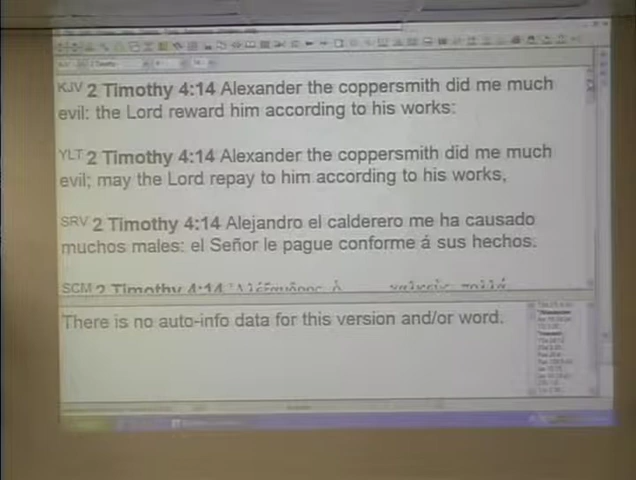 KJV 2 Timothy 4:14 Alexander the coppersmith did me much
evil: the Lord reward him according to his works:
YLT 2 Timothy 4:14 Alexander the coppersmith did me much
evil; may the Lord repay to him according to his works,
SRV 2 Timothy 4:14 Alejandro el calderero me ha causado
muchos males: el Señor le pague conforme á sus hechos.
SCM 2 Timothy 4:14
There is no auto-info data for this version and/or word.